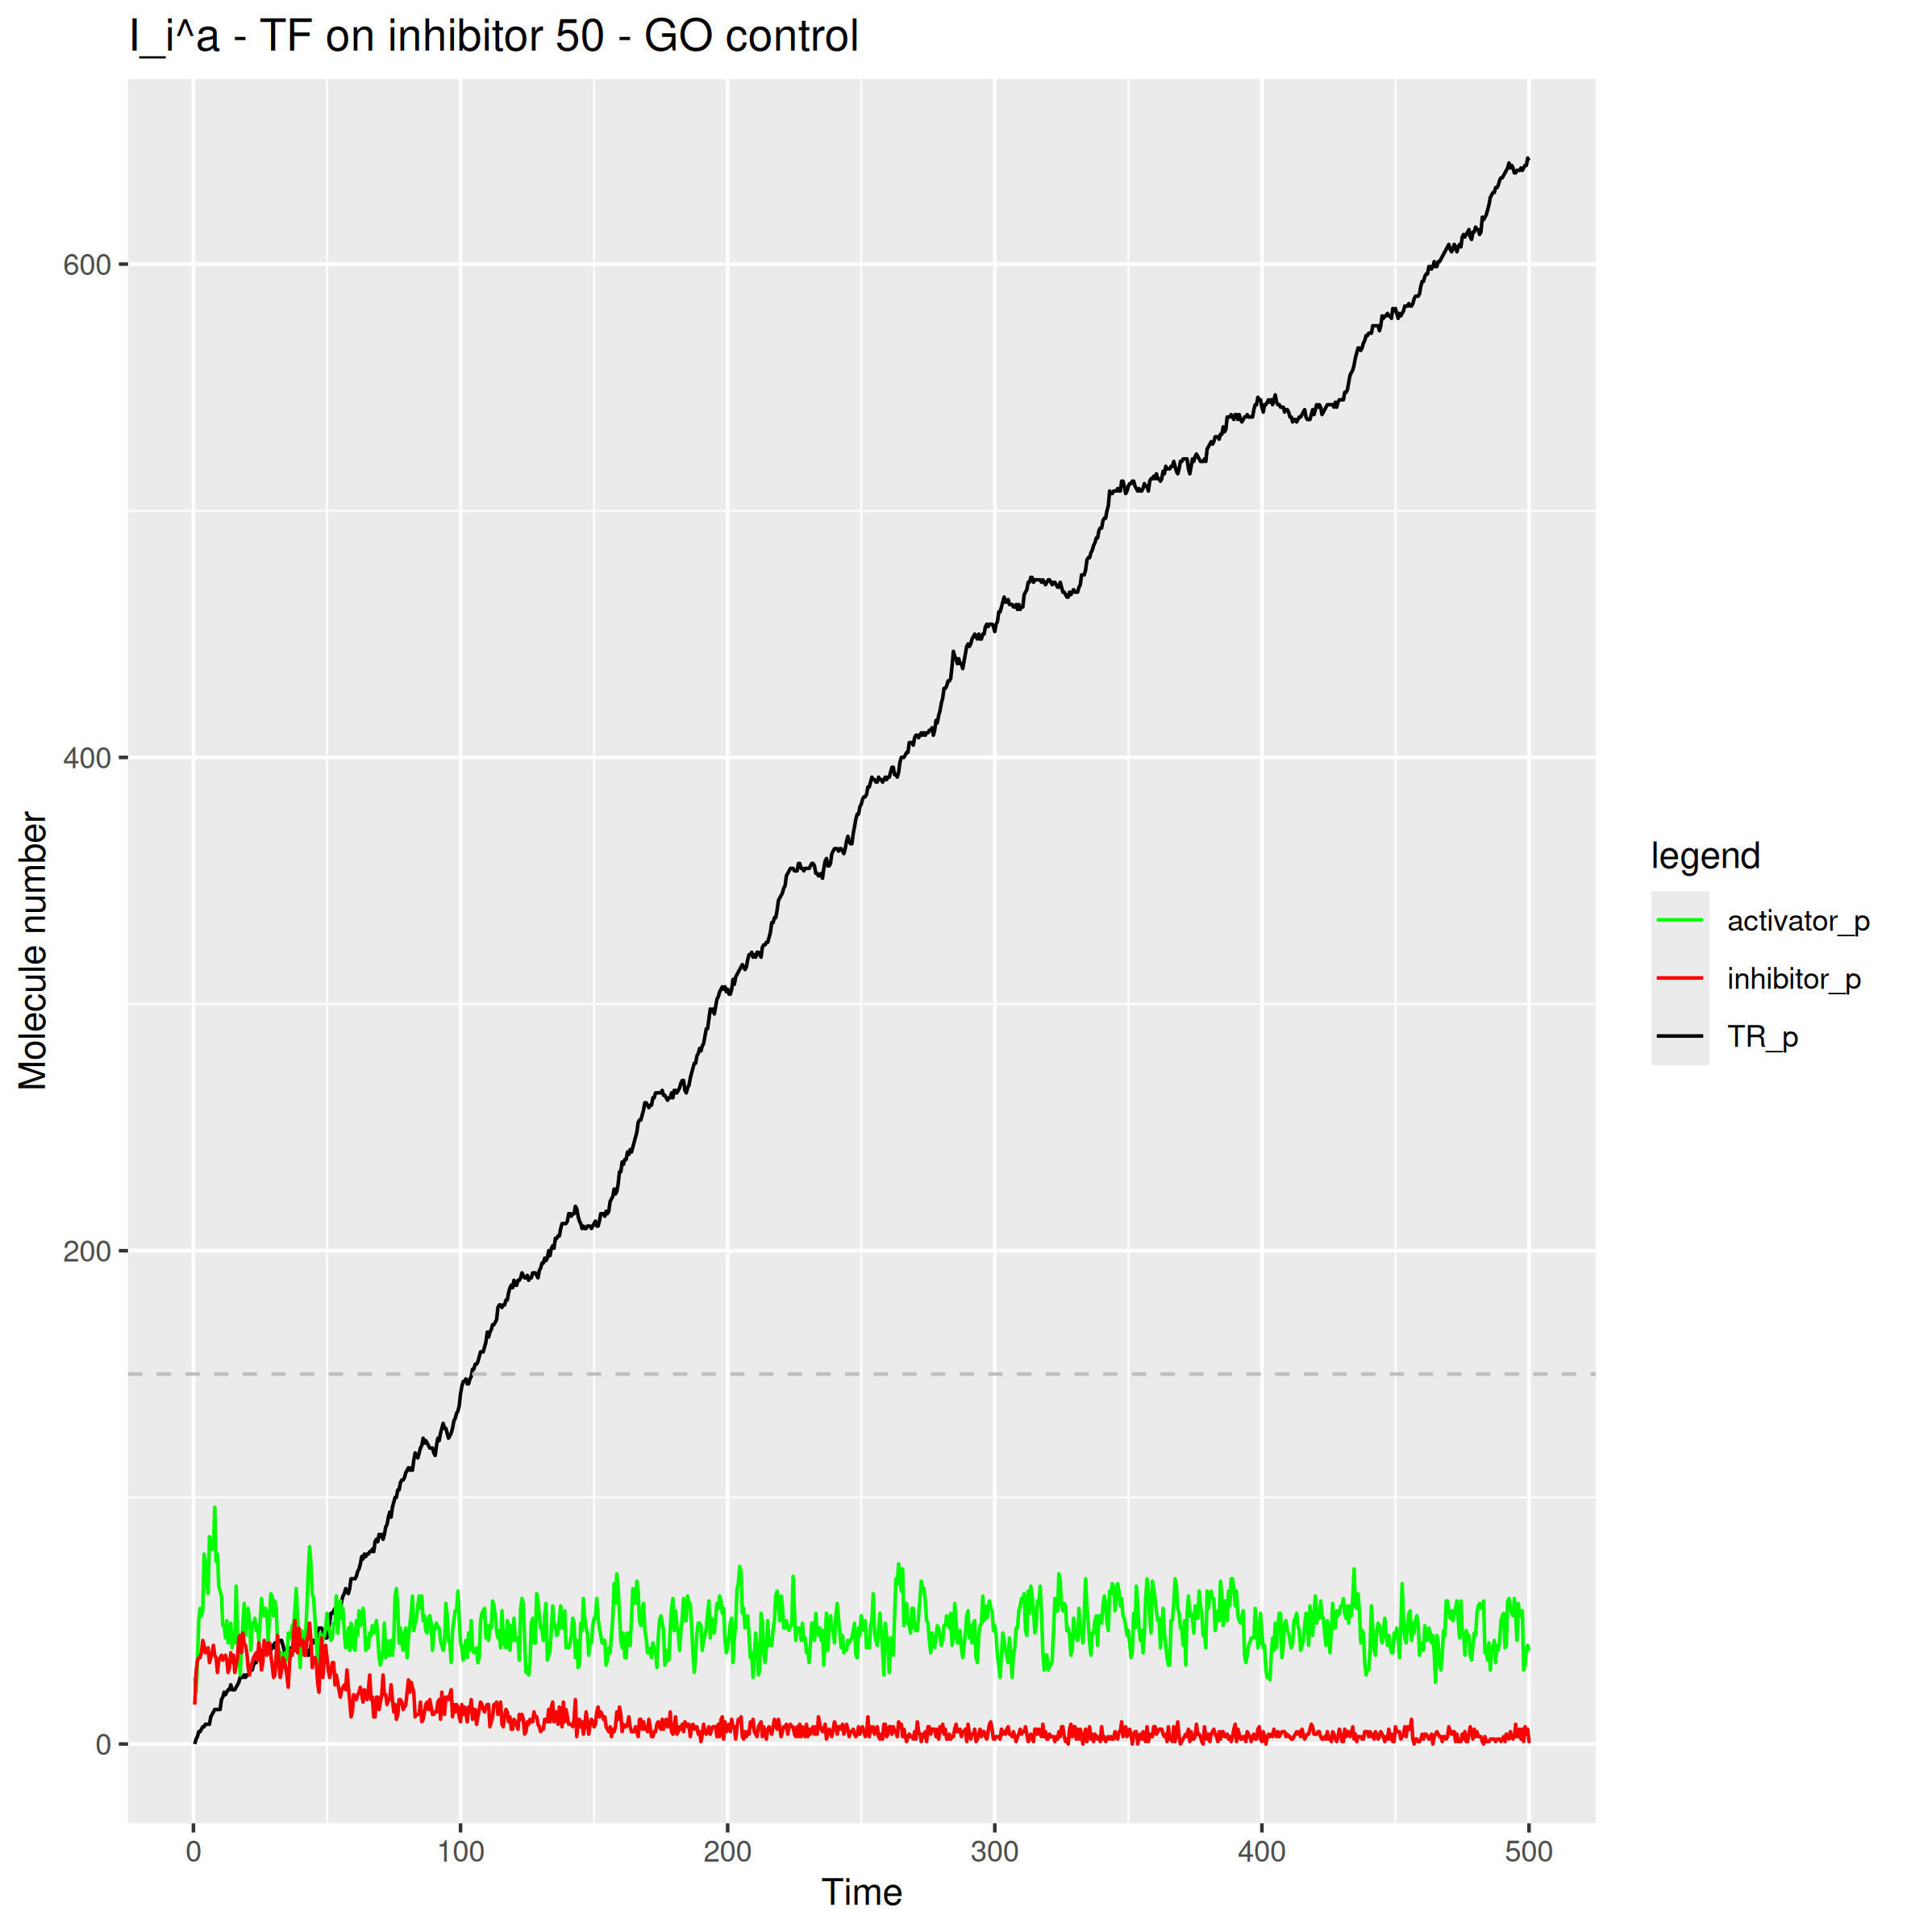 I_i^a - TF on inhibitor 50 - GO control
600
400
200
0
Molecule number
0 100 200 300 400 500
Time
legend
activator_p
inhibitor_p
TR_p